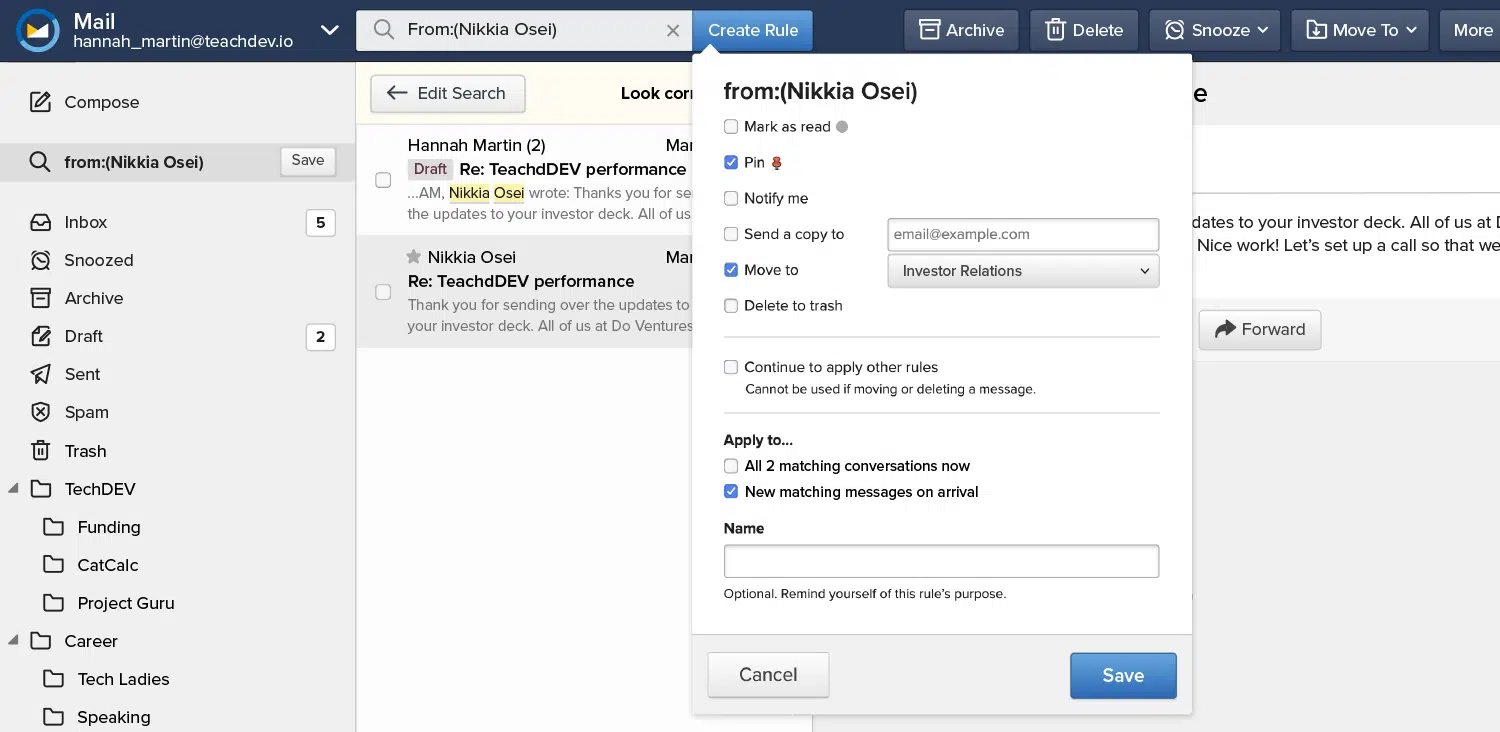 Mail
hannah_martin@teachdev.io
From:(Nikkia Osei)
Create Rule
Archive
Delete
Snooze
Move To
More
Compose
from:(Nikkia Osei)
Save
Inbox
5
Snoozed
Archive
Draft
2
Sent
Spam
Trash
TechDEV
Funding
CatCalc
Project Guru
Career
Tech Ladies
Speaking
Edit Search
Look corr
Hannah Martin (2)
Mar
Draft Re: TeachdDEV performance
...AM, Nikkia Osei wrote: Thanks you for se
the updates to your investor deck. All of us
Nikkia Osei
Mar
Re: TeachdDEV performance
Thank you for sending over the updates to
your investor deck. All of us at Do Ventures
from:(Nikkia Osei)
Mark as read
Pin
Notify me
Send a copy to
email@example.com
Move to
Investor Relations
Delete to trash
Continue to apply other rules
Cannot be used if moving or deleting a message.
Apply to...
All 2 matching conversations now
New matching messages on arrival
Name
Optional. Remind yourself of this rule's purpose.
Cancel
Save
e
dates to your investor deck. All of us at D
Nice work! Let's set up a call so that we
Forward